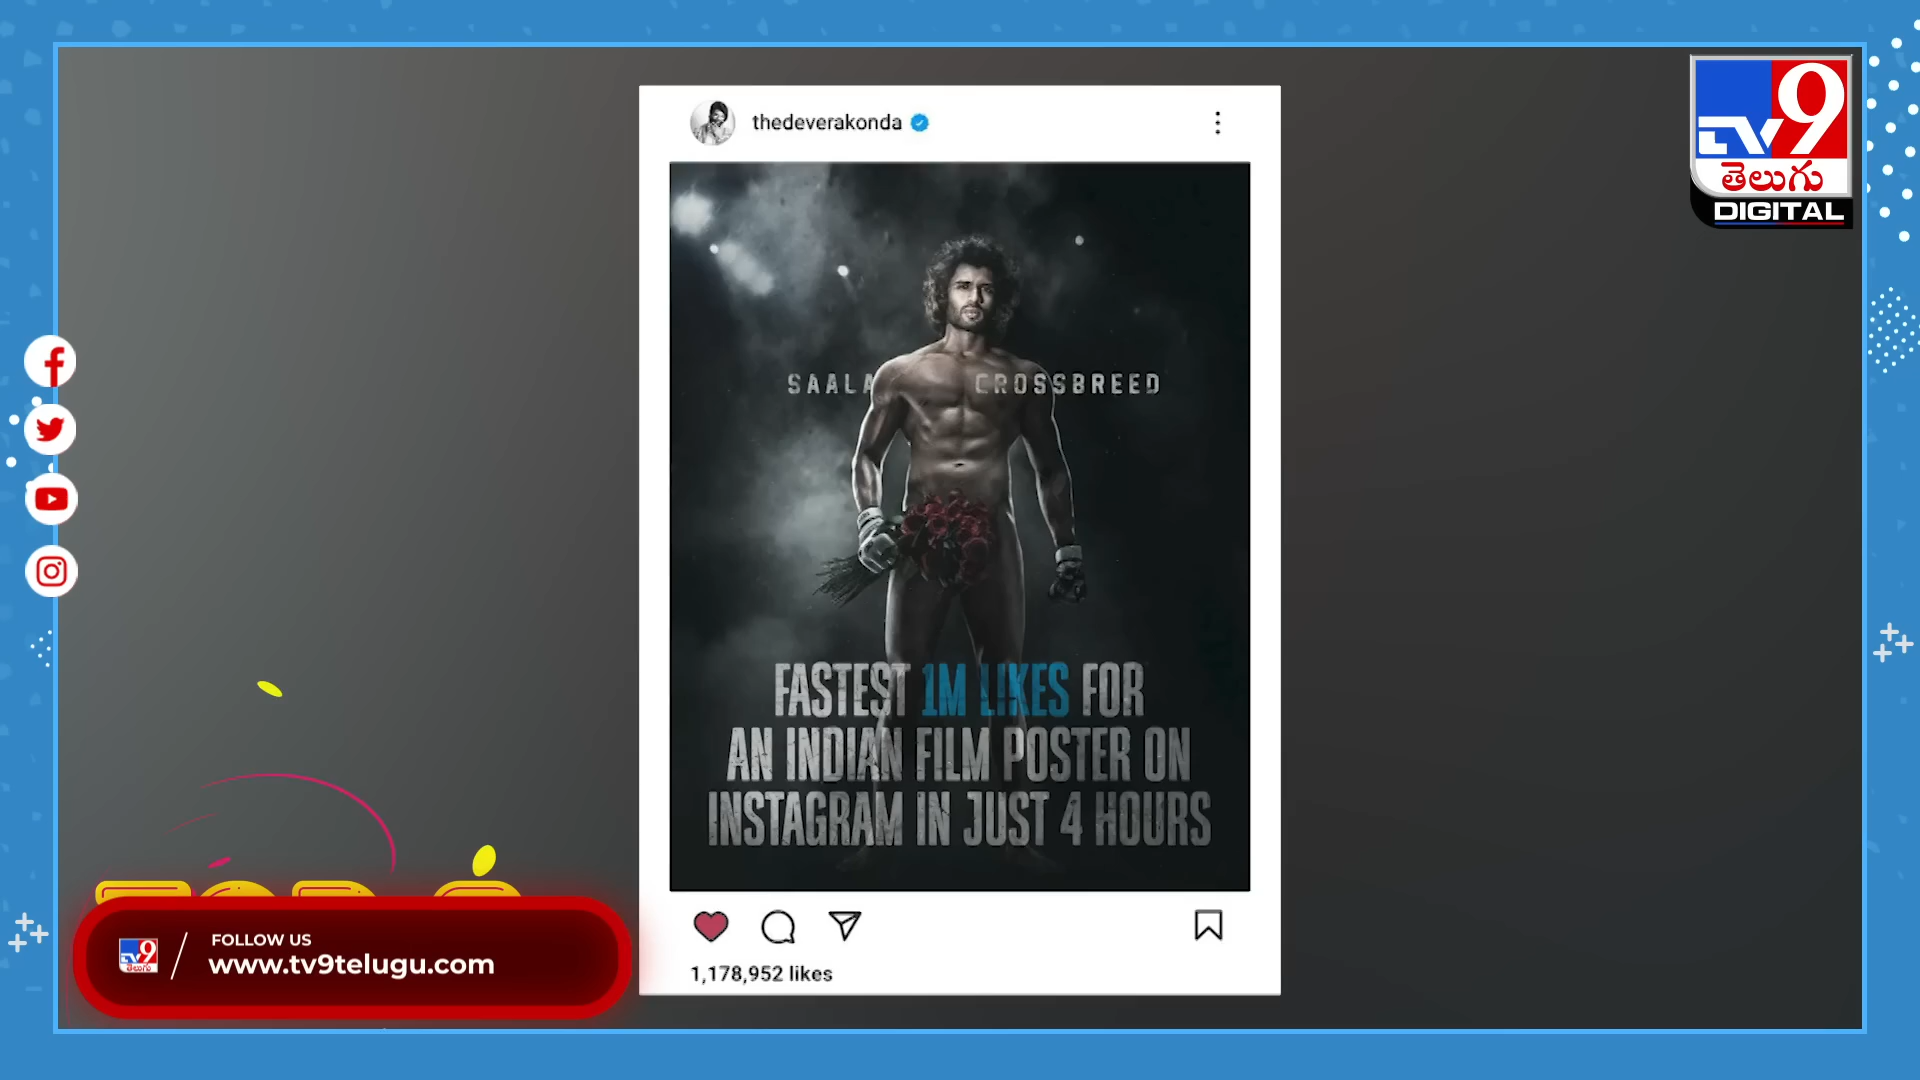 thedeverakonda
TV9
తెలుగు
DIGITAL
SAALA CROSSBREED
FASTEST 1M LIKES FOR
AN INDIAN FILM POSTER ON
INSTAGRAM IN JUST 4 HOURS
1,178,952 likes
TV9
తెలుగు
FOLLOW US
www.tv9telugu.com